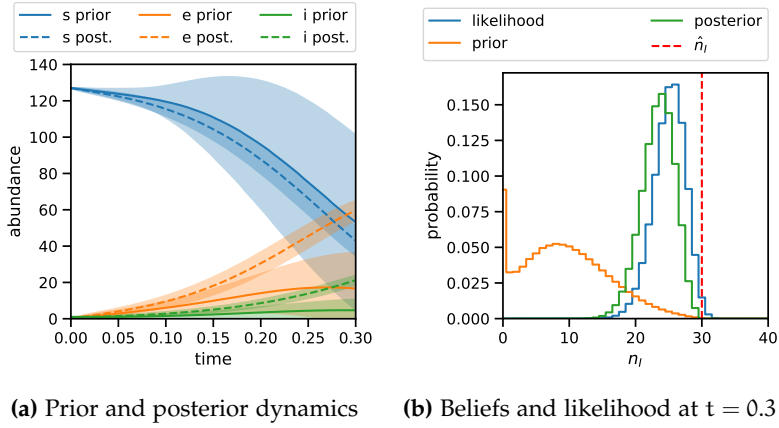 s prior e prior i prior
s post. e post. i post.
140
120
100
80
60
40
20
0
abundance
0.00 0.05 0.10 0.15 0.20 0.25 0.30
time
(a) Prior and posterior dynamics
likelihood posterior
prior n̂_I
0.150
0.125
0.100
0.075
0.050
0.025
0.000
probability
0 10 20 30 40
n_I
(b) Beliefs and likelihood at t = 0.3